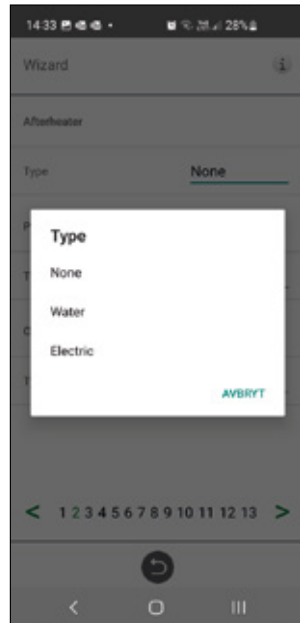 14:33 28%
Wizard i
Afterheater
Type None
P
Type
None
T
Water
C
Electric
T
AVBRYT
< 1 2 3 4 5 6 7 8 9 10 11 12 13 >